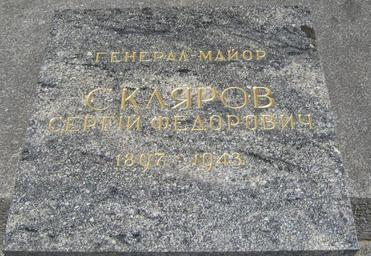 ГЕНЕРАЛ-МАЙОР
СКЛЯРОВ
СЕРГІЙ ФЕДОРОВИЧ
1897-1943